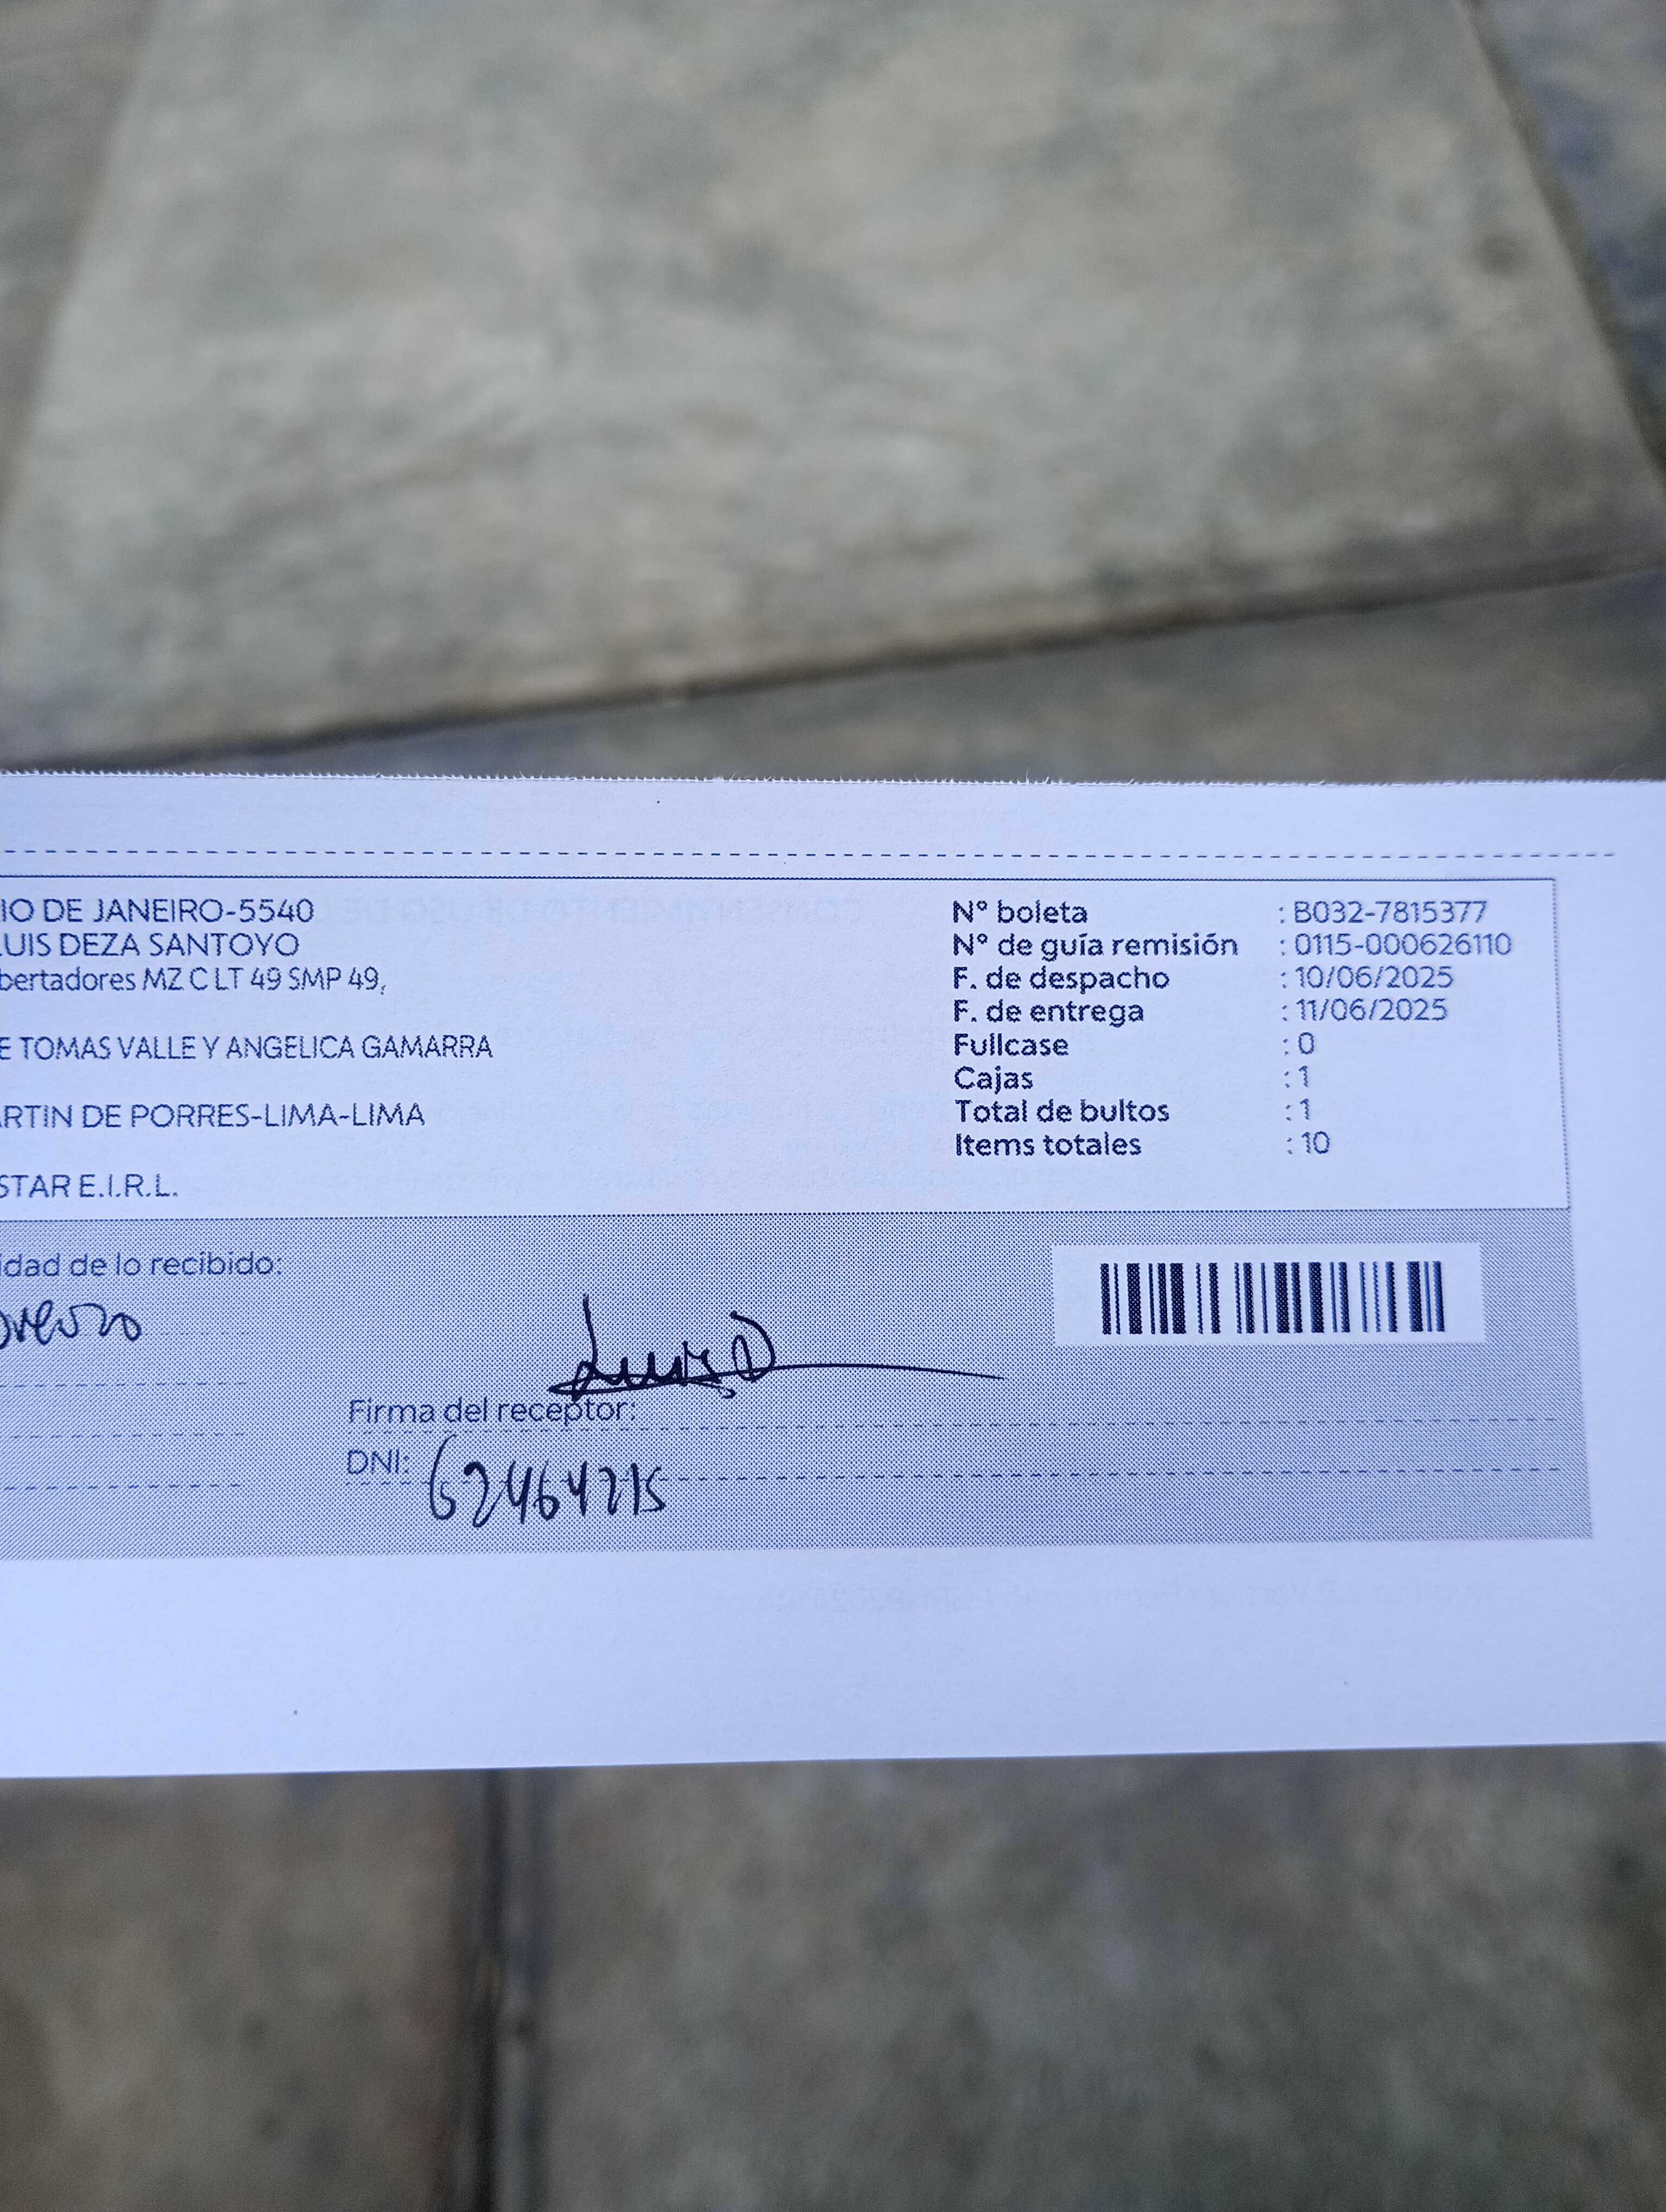 IO DE JANEIRO-5540
LUIS DEZA SANTOYO
bertadores MZ C LT 49 SMP 49,
E TOMAS VALLE Y ANGELICA GAMARRA
ARTIN DE PORRES-LIMA-LIMA
STAR E.I.R.L.
N° boleta : B032-7815377
N° de guía remisión : 0115-000626110
F. de despacho : 10/06/2025
F. de entrega : 11/06/2025
Fullcase : 0
Cajas : 1
Total de bultos : 1
Items totales : 10
idad de lo recibido:
Luis D
Firma del receptor:
DNI: 62464215